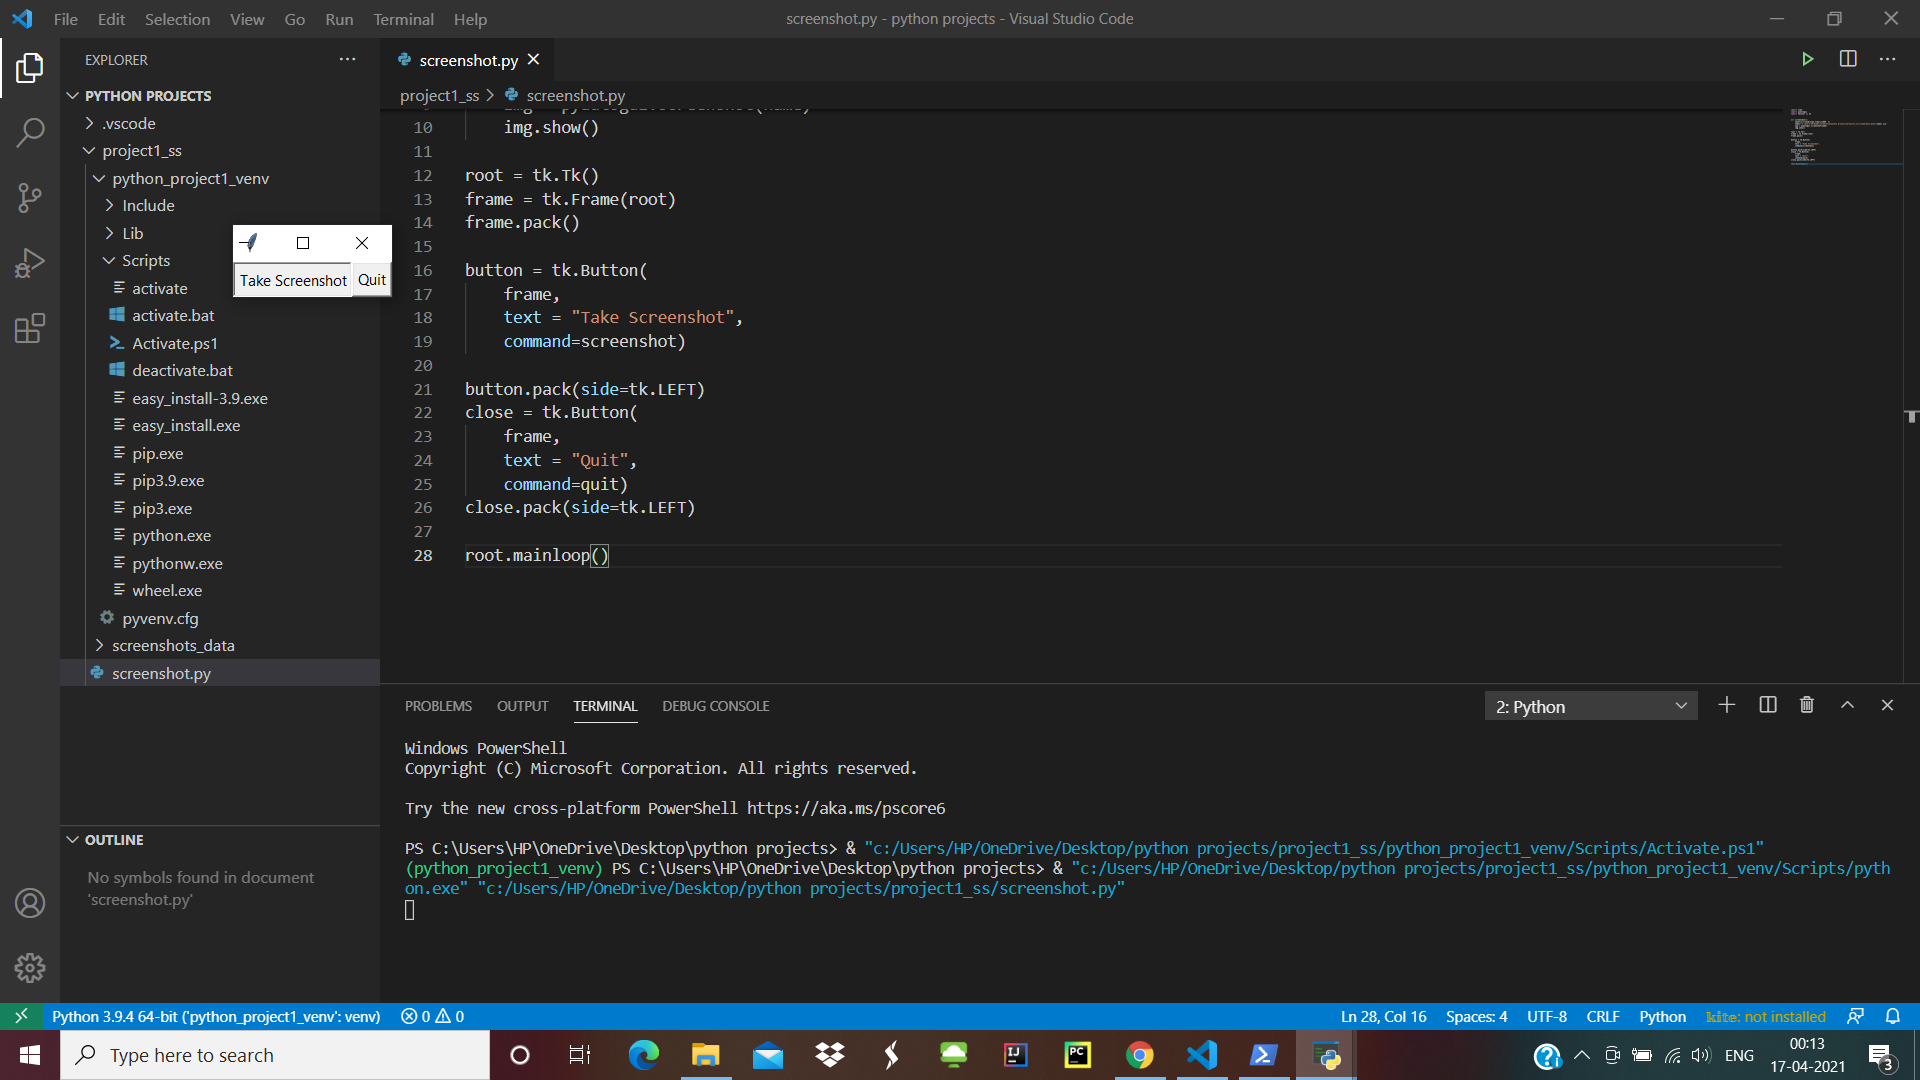 File Edit Selection View Go Run Terminal Help
screenshot.py - python projects - Visual Studio Code
EXPLORER
PYTHON PROJECTS
.vscode
project1_ss
python_project1_venv
Include
Lib
Scripts
activate
activate.bat
Activate.ps1
deactivate.bat
easy_install-3.9.exe
easy_install.exe
pip.exe
pip3.9.exe
pip3.exe
python.exe
pythonw.exe
wheel.exe
pyvenv.cfg
screenshots_data
screenshot.py
OUTLINE
No symbols found in document
'screenshot.py'
Take Screenshot Quit
screenshot.py
project1_ss > screenshot.py
10 img.show()
11
12 root = tk.Tk()
13 frame = tk.Frame(root)
14 frame.pack()
15
16 button = tk.Button(
17 frame,
18 text = "Take Screenshot",
19 command=screenshot)
20
21 button.pack(side=tk.LEFT)
22 close = tk.Button(
23 frame,
24 text = "Quit",
25 command=quit)
26 close.pack(side=tk.LEFT)
27
28 root.mainloop()
PROBLEMS OUTPUT TERMINAL DEBUG CONSOLE
2: Python
Windows PowerShell
Copyright (C) Microsoft Corporation. All rights reserved.
Try the new cross-platform PowerShell https://aka.ms/pscore6
PS C:\Users\HP\OneDrive\Desktop\python projects> & "c:/Users/HP/OneDrive/Desktop/python projects/project1_ss/python_project1_venv/Scripts/Activate.ps1"
(python_project1_venv) PS C:\Users\HP\OneDrive\Desktop\python projects> & "c:/Users/HP/OneDrive/Desktop/python projects/project1_ss/python_project1_venv/Scripts/pyth
on.exe" "c:/Users/HP/OneDrive/Desktop/python projects/project1_ss/screenshot.py"
Python 3.9.4 64-bit ('python_project1_venv': venv) 0 0 Ln 28, Col 16 Spaces: 4 UTF-8 CRLF Python kite: not installed
Type here to search
IJ
PC
ENG
00:13
17-04-2021
3